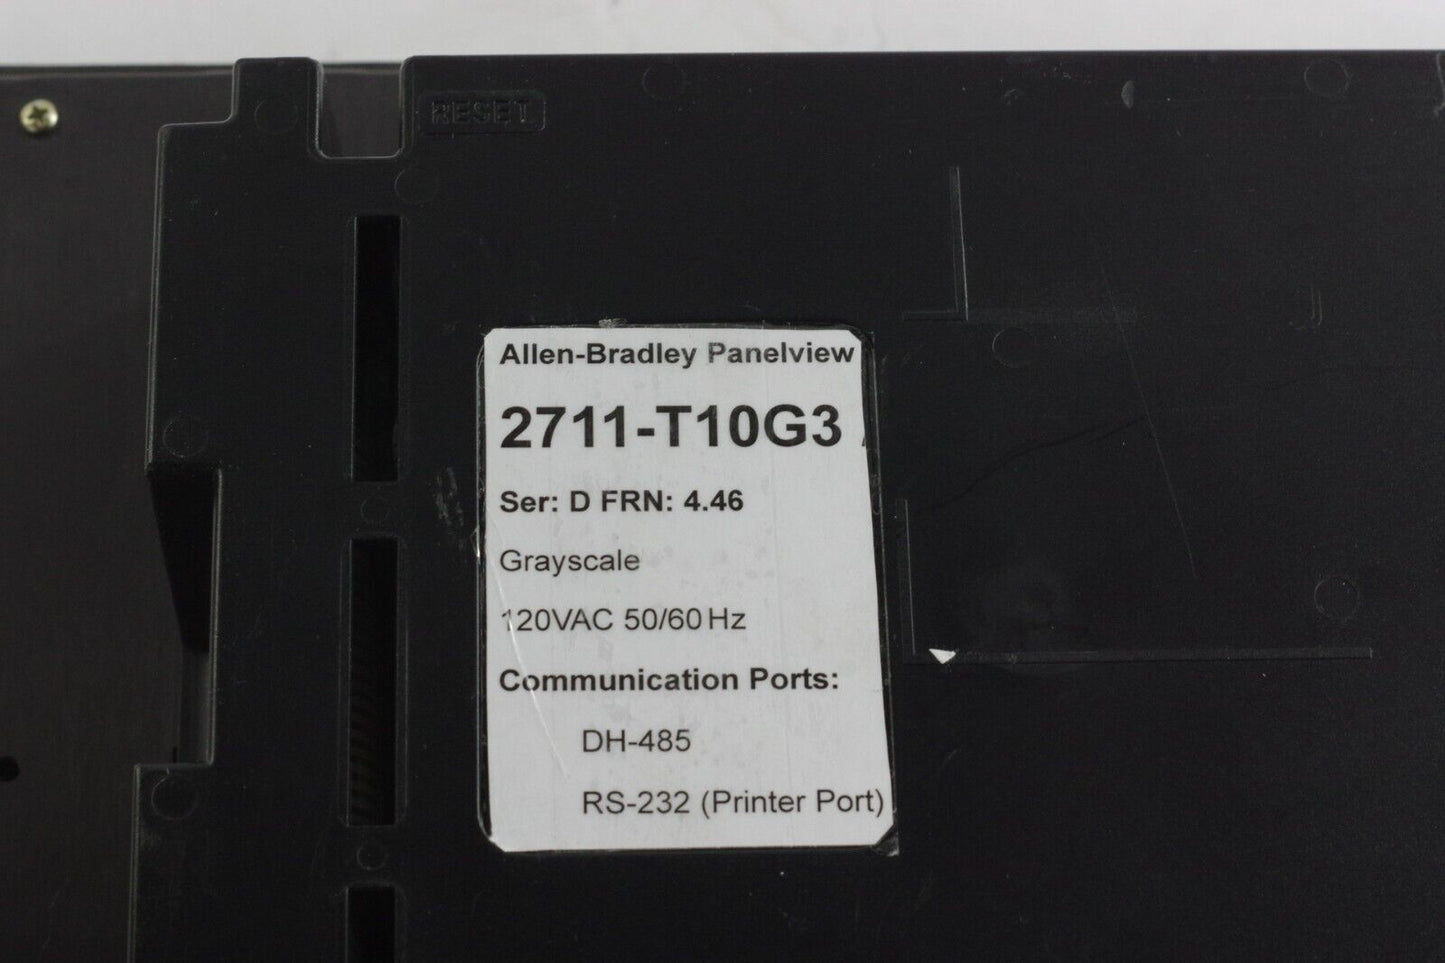 RESET
Allen-Bradley Panelview
2711-T10G3
Ser: D FRN: 4.46
Grayscale
120VAC 50/60 Hz
Communication Ports:
DH-485
RS-232 (Printer Port)